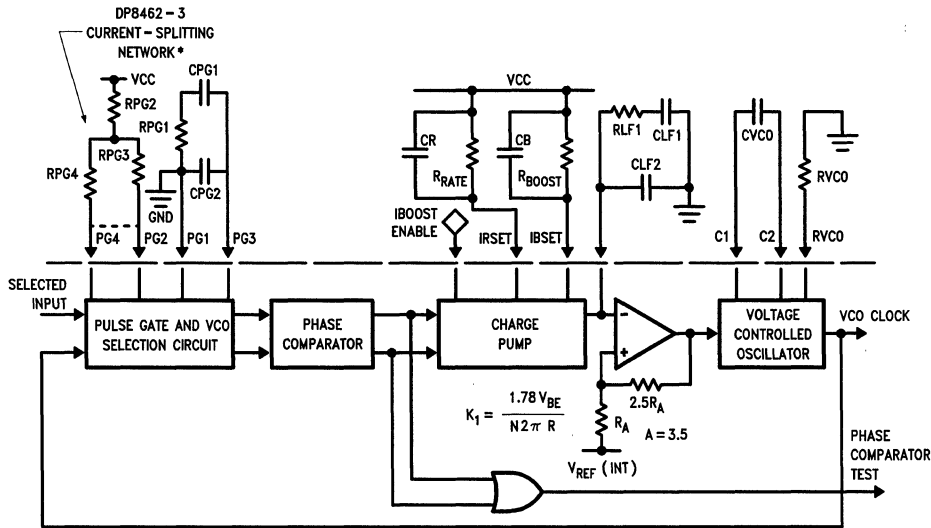 DP8462-3
CURRENT-SPLITTING
NETWORK*
VCC
RPG2
RPG3
RPG4
RPG1
CPG1
CPG2
GND
PG4
PG2
PG1
PG3
VCC
CR
RRATE
CB
RBOOST
IBOOST
ENABLE
IRSET
IBSET
RLF1
CLF1
CLF2
CVCO
RVCO
C1
C2
RVCO
SELECTED
INPUT
PULSE GATE AND VCO
SELECTION CIRCUIT
PHASE
COMPARATOR
CHARGE
PUMP
−
+
VOLTAGE
CONTROLLED
OSCILLATOR
VCO CLOCK
2.5RA
RA
A = 3.5
VREF (INT)
K1 = 1.78 VBE / N2π R
PHASE
COMPARATOR
TEST